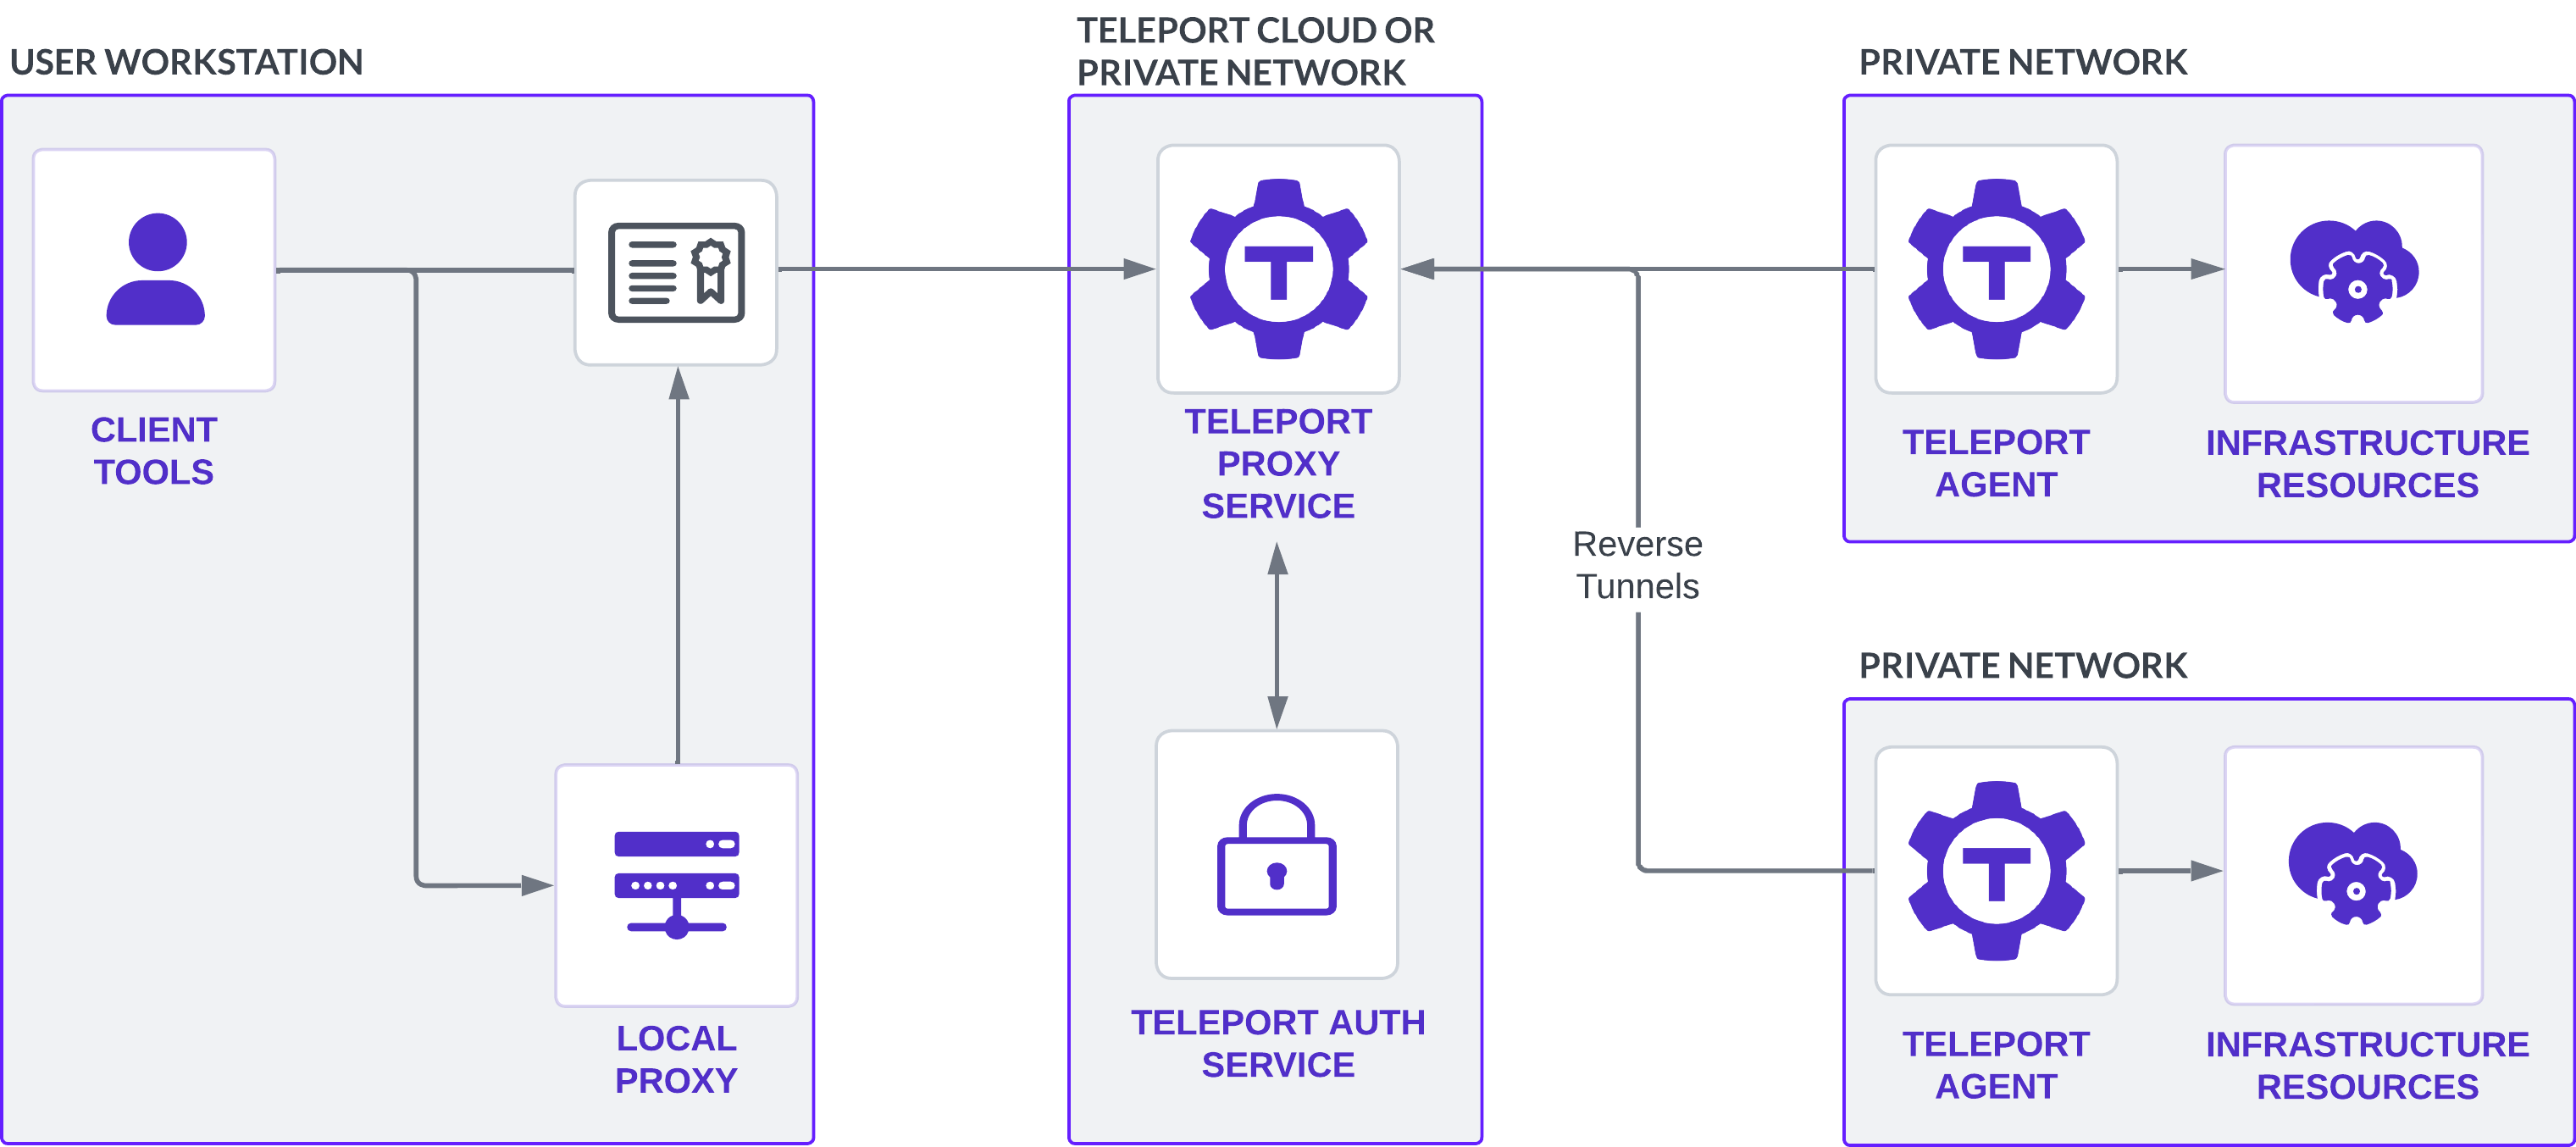 USER WORKSTATION
CLIENT
TOOLS
LOCAL
PROXY
TELEPORT CLOUD OR
PRIVATE NETWORK
T
TELEPORT
PROXY
SERVICE
TELEPORT AUTH
SERVICE
Reverse
Tunnels
PRIVATE NETWORK
T
TELEPORT
AGENT
INFRASTRUCTURE
RESOURCES
PRIVATE NETWORK
T
TELEPORT
AGENT
INFRASTRUCTURE
RESOURCES